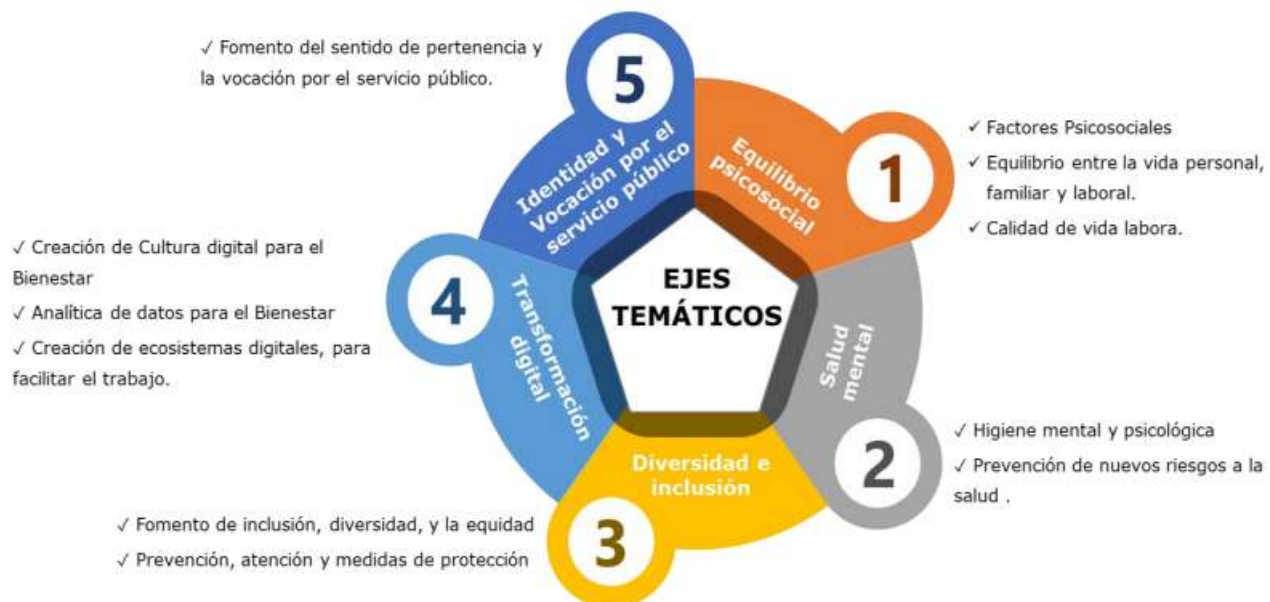 EJES
TEMÁTICOS
1
Equilibrio
psicosocial
✓ Factores Psicosociales
✓ Equilibrio entre la vida personal,
familiar y laboral.
✓ Calidad de vida labora.
2
Salud
mental
✓ Higiene mental y psicológica
✓ Prevención de nuevos riesgos a la
salud .
3
Diversidad e
inclusión
✓ Fomento de inclusión, diversidad, y la equidad
✓ Prevención, atención y medidas de protección
4
Transformación
digital
✓ Creación de Cultura digital para el
Bienestar
✓ Analítica de datos para el Bienestar
✓ Creación de ecosistemas digitales, para
facilitar el trabajo.
5
Identidad y
Vocación por el
servicio público
✓ Fomento del sentido de pertenencia y
la vocación por el servicio público.